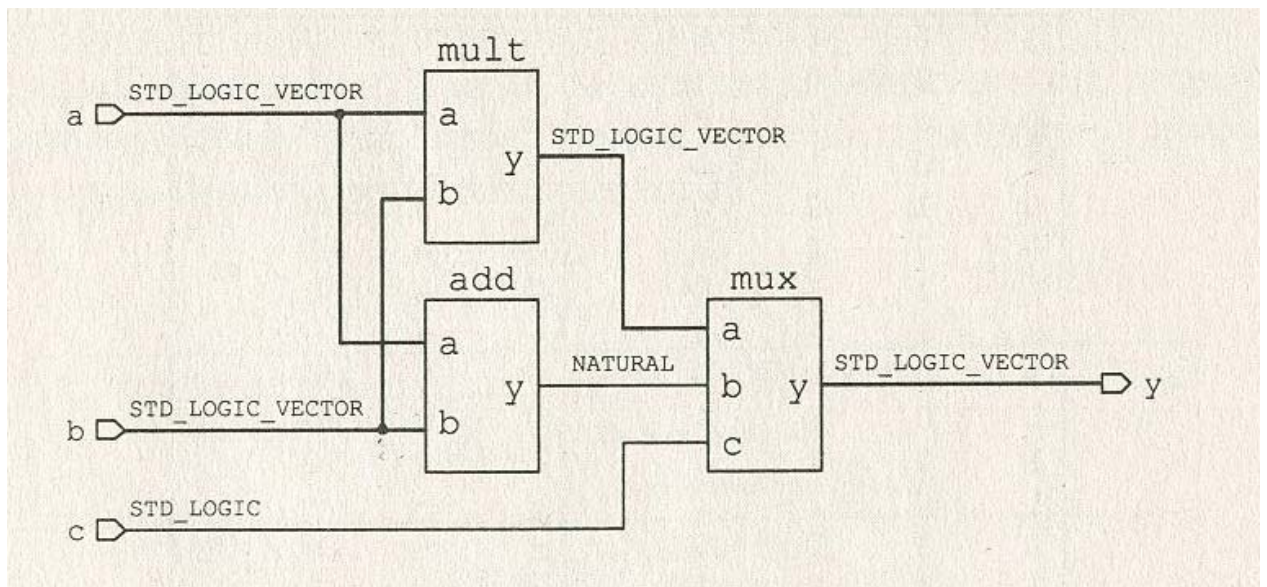 mult
a
STD_LOGIC_VECTOR
a
y
b
STD_LOGIC_VECTOR
add
a
y
b
NATURAL
b
STD_LOGIC_VECTOR
mux
a
b
y
c
STD_LOGIC_VECTOR
y
c
STD_LOGIC